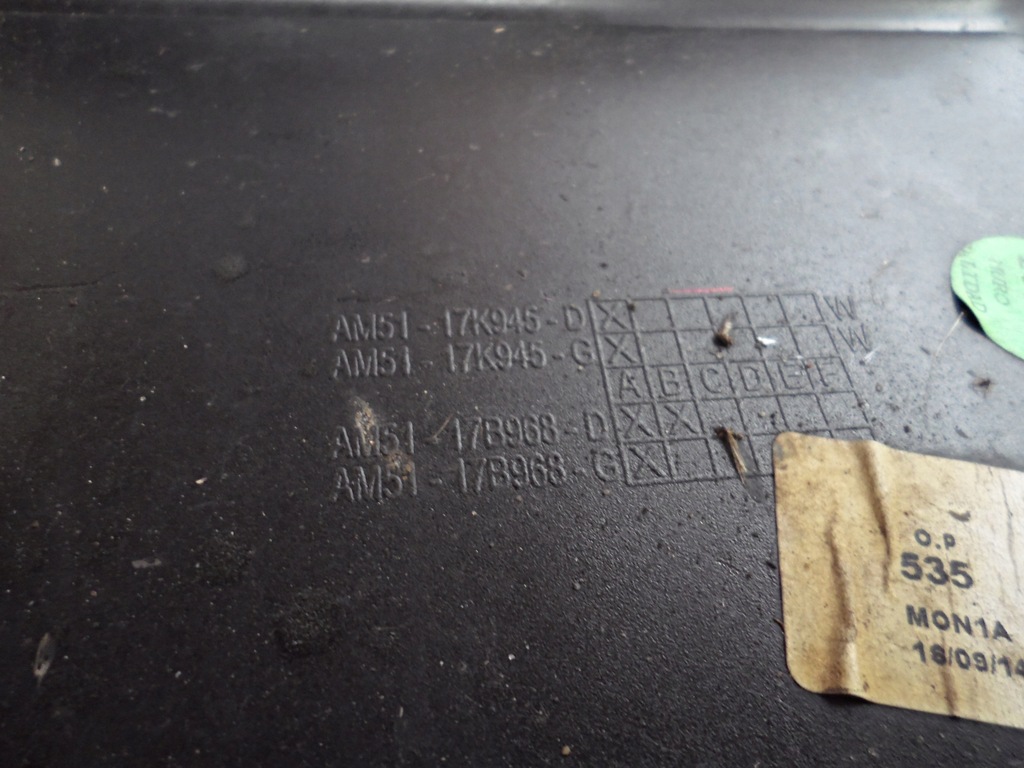 AM51-17K945-D X W
AM51-17K945-G X W
A B C D E F
AM51-17B968-D X X
AM51-17B968-G X
O.P
535
MON1A
18/09/14